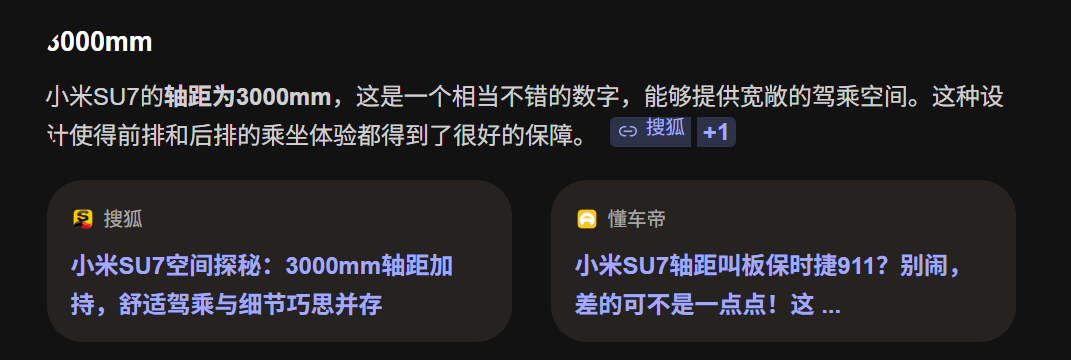 3000mm
小米SU7的轴距为3000mm，这是一个相当不错的数字，能够提供宽敞的驾乘空间。这种设
计使得前排和后排的乘坐体验都得到了很好的保障。 搜狐 +1
搜狐
小米SU7空间探秘：3000mm轴距加
持，舒适驾乘与细节巧思并存
懂车帝
小米SU7轴距叫板保时捷911？别闹，
差的可不是一点点！这 ...